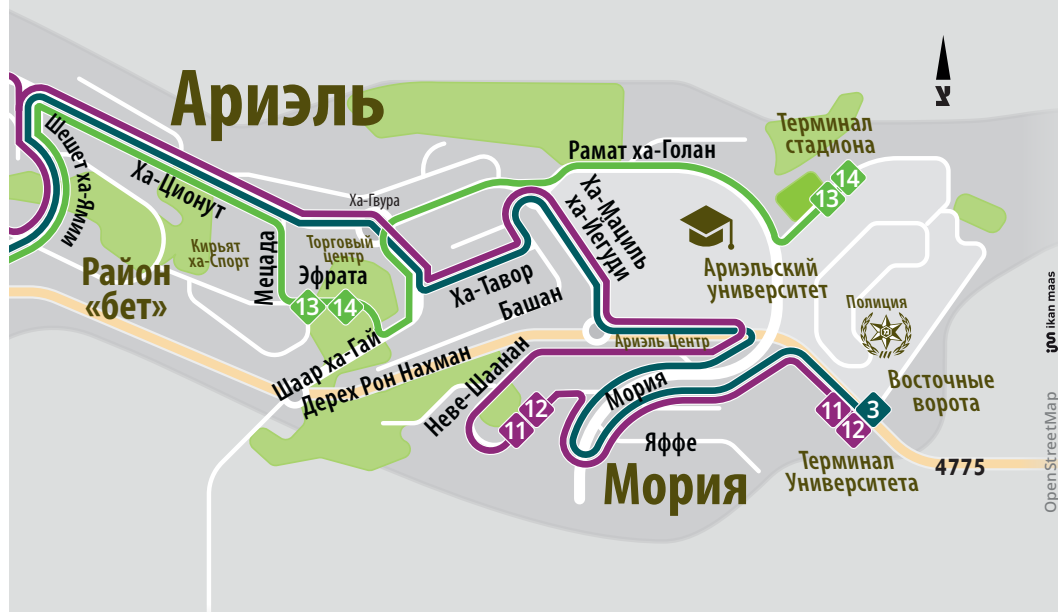 Ариэль
Терминал
стадиона
14
13
Рамат ха-Голан
צ
Шешет ха-Ямим
Ха-Ционут
Ха-Гвура
Ха-Мациль
ха-Йегуди
Кирьят
ха-Спорт
Мецада
Торговый
центр
Эфрата
13
14
Район
«бет»
Ха-Тавор
Башан
Ариэльский
университет
Полиция
Ариэль Центр
Шаар ха-Гай
Дерех Рон Нахман
Неве-Шаанан
12
11
Мория
Яффе
Мория
11
12
3
Восточные
ворота
Терминал
Университета
4775
ikan maas
OpenStreetMap